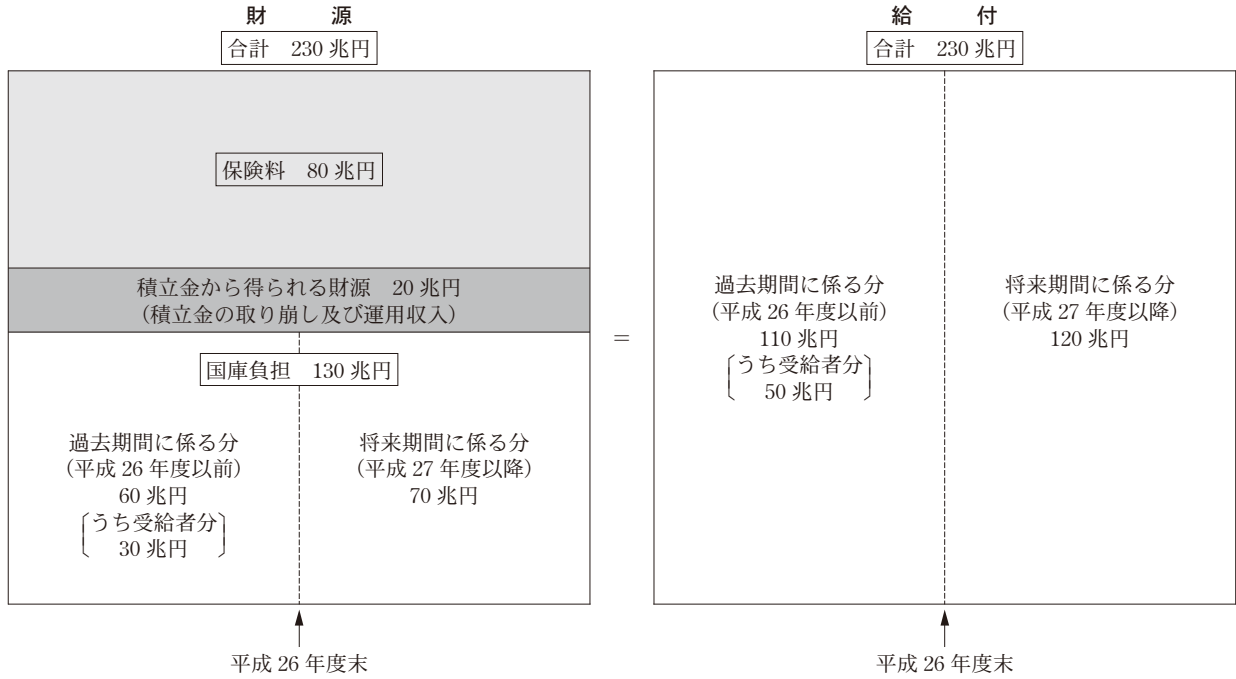 財　源
合計　230 兆円
保険料　80 兆円
積立金から得られる財源　20 兆円
(積立金の取り崩し及び運用収入)
国庫負担　130 兆円
過去期間に係る分
(平成 26 年度以前)
60 兆円
〔うち受給者分
30 兆円〕
将来期間に係る分
(平成 27 年度以降)
70 兆円
平成 26 年度末
=
給　付
合計　230 兆円
過去期間に係る分
(平成 26 年度以前)
110 兆円
〔うち受給者分
50 兆円〕
将来期間に係る分
(平成 27 年度以降)
120 兆円
平成 26 年度末